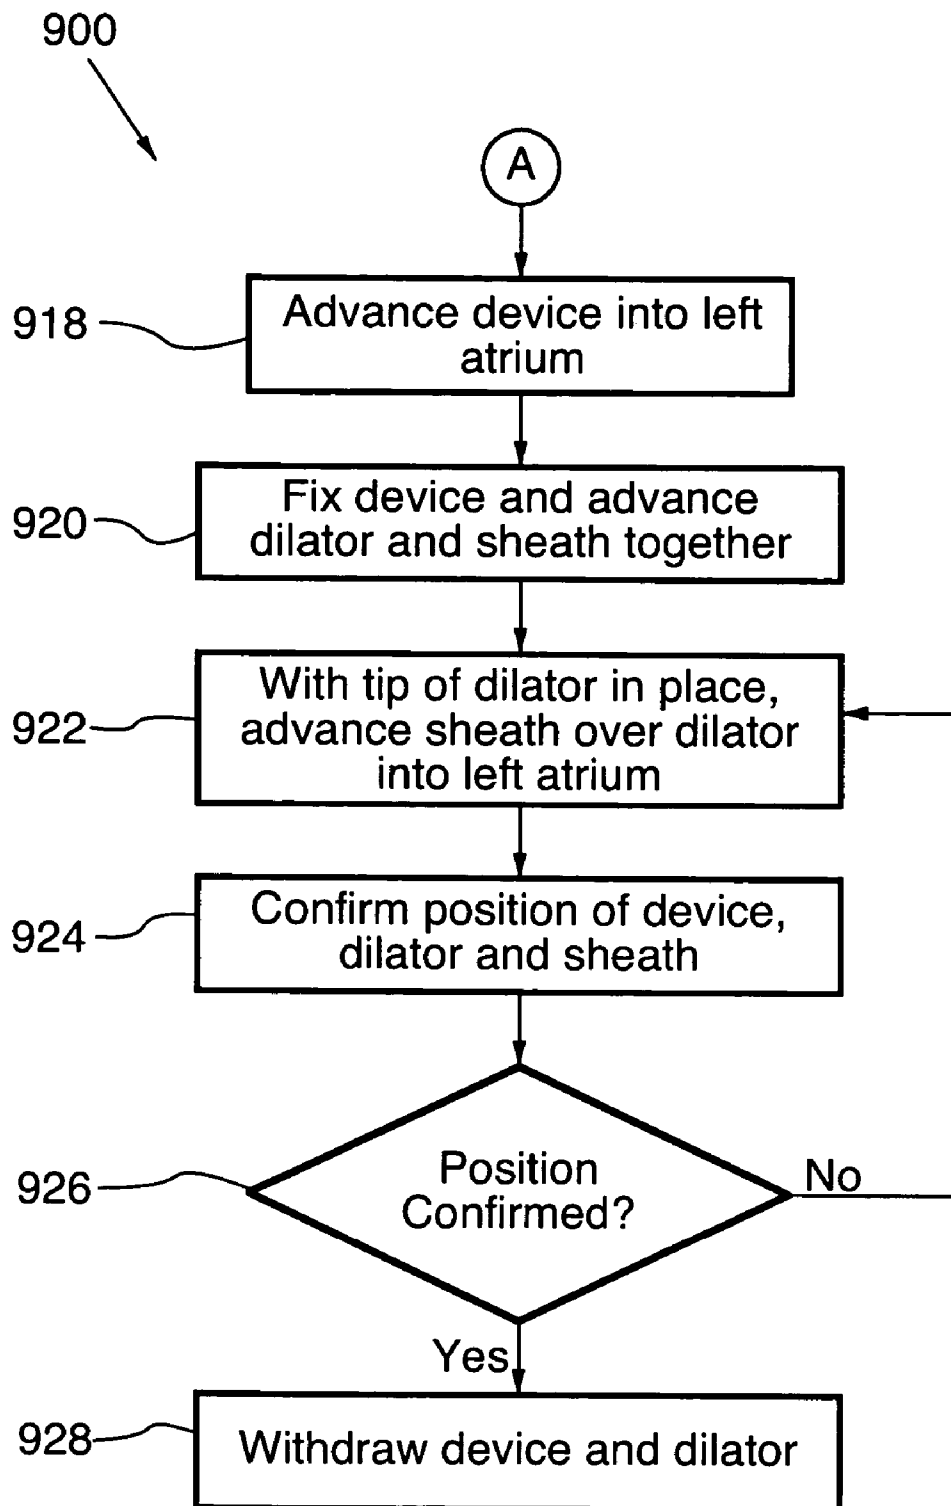 900
A
918
Advance device into left
atrium
920
Fix device and advance
dilator and sheath together
922
With tip of dilator in place,
advance sheath over dilator
into left atrium
924
Confirm position of device,
dilator and sheath
926
Position
Confirmed?
No
Yes
928
Withdraw device and dilator